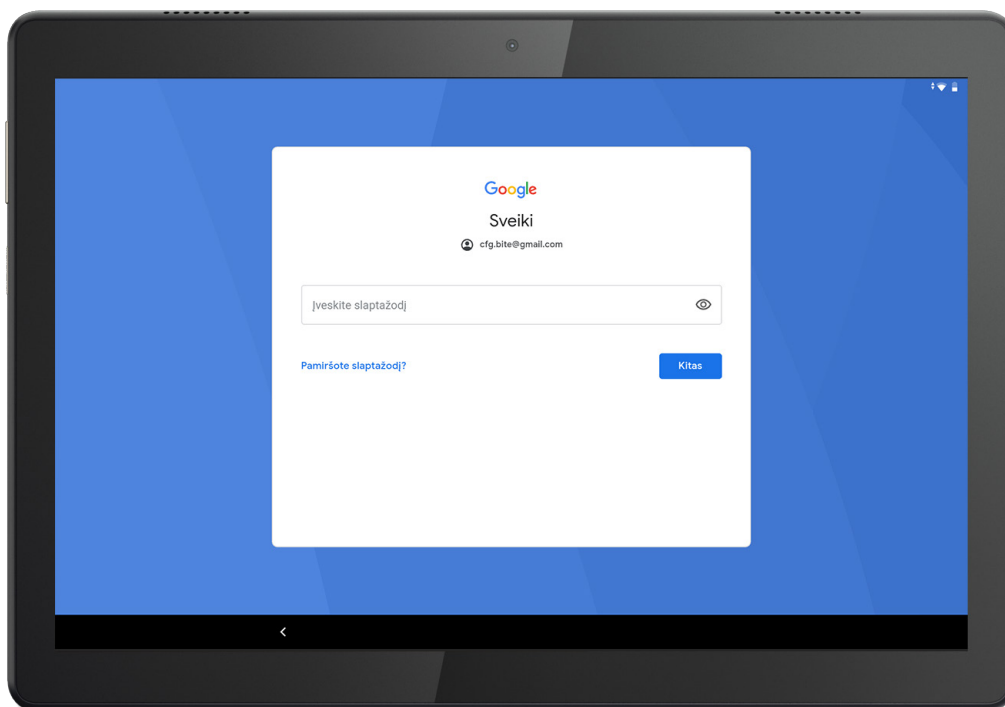 Google
Sveiki
cfg.bite@gmail.com
Įveskite slaptažodį
Pamiršote slaptažodį?
Kitas